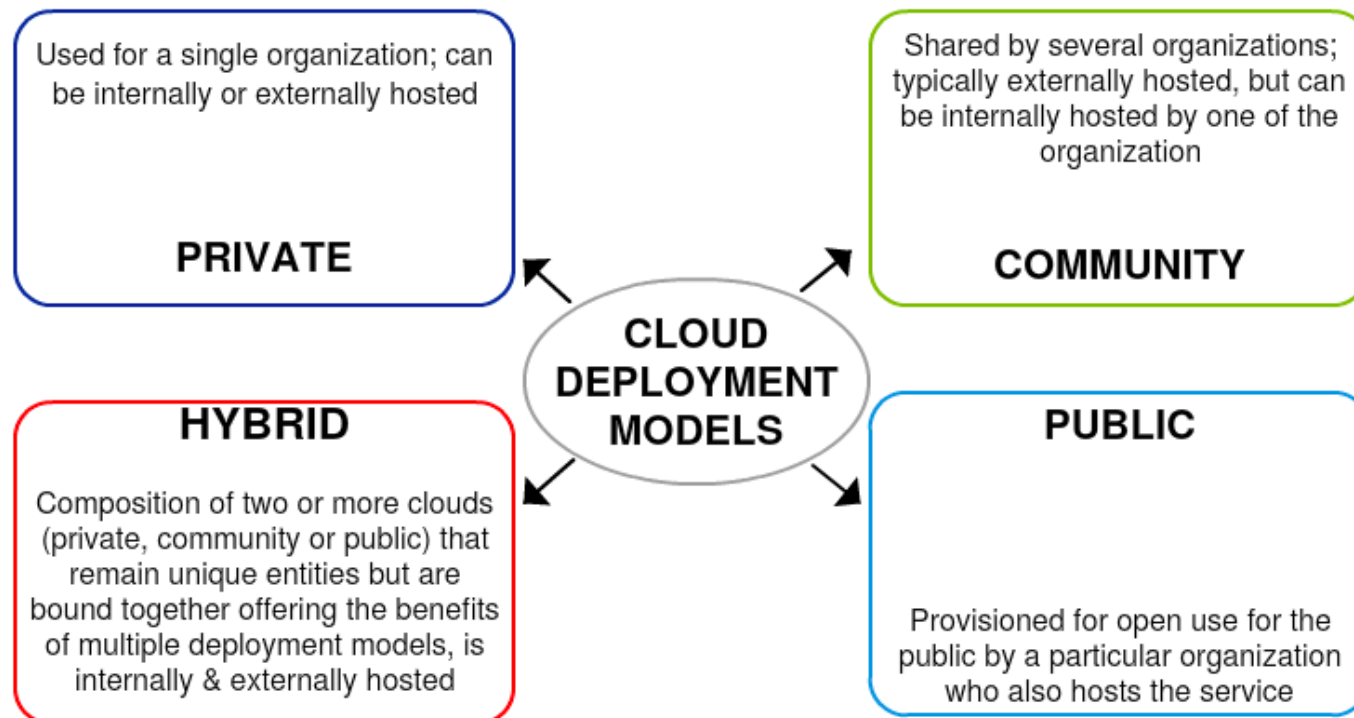 Used for a single organization; can
be internally or externally hosted
PRIVATE
Shared by several organizations;
typically externally hosted, but can
be internally hosted by one of the
organization
COMMUNITY
CLOUD
DEPLOYMENT
MODELS
HYBRID
Composition of two or more clouds
(private, community or public) that
remain unique entities but are
bound together offering the benefits
of multiple deployment models, is
internally & externally hosted
PUBLIC
Provisioned for open use for the
public by a particular organization
who also hosts the service